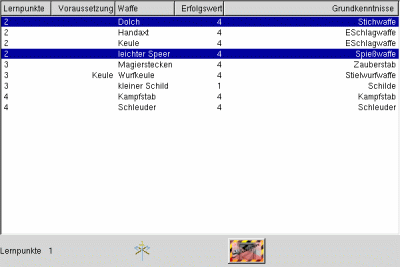 Lernpunkte Voraussetzung Waffe Erfolgswert Grundkenntnisse
2 Dolch 4 Stichwaffe
2 Handaxt 4 ESchlagwaffe
2 Keule 4 ESchlagwaffe
2 leichter Speer 4 Spießwaffe
3 Magierstecken 4 Zauberstab
3 Keule Wurfkeule 4 Stielwurfwaffe
3 kleiner Schild 1 Schilde
4 Kampfstab 4 Kampfstab
4 Schleuder 4 Schleuder
Lernpunkte 1